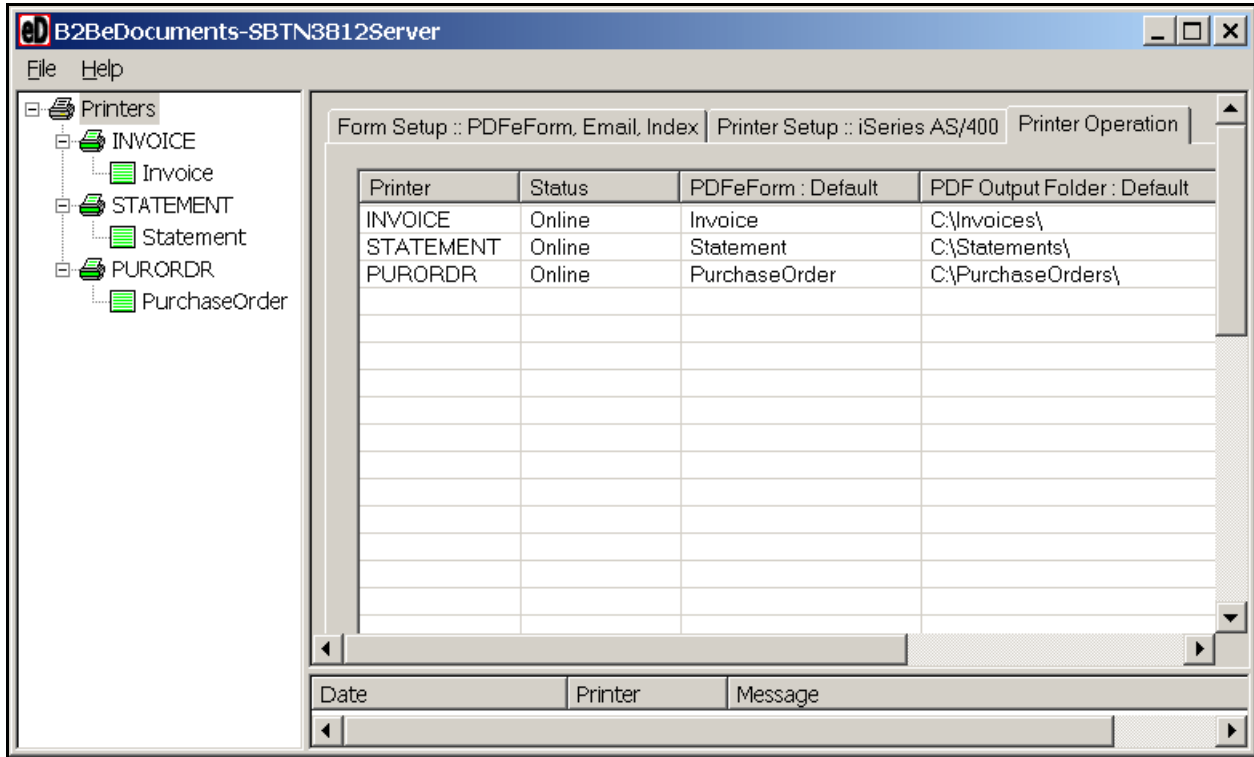 eD B2BeDocuments-SBTN3812Server
File Help
Printers
INVOICE
Invoice
STATEMENT
Statement
PURORDR
PurchaseOrder
Form Setup :: PDFeForm, Email, Index Printer Setup :: iSeries AS/400 Printer Operation
Printer Status PDFeForm : Default PDF Output Folder : Default
INVOICE Online Invoice C:\Invoices\
STATEMENT Online Statement C:\Statements\
PURORDR Online PurchaseOrder C:\PurchaseOrders\
Date Printer Message